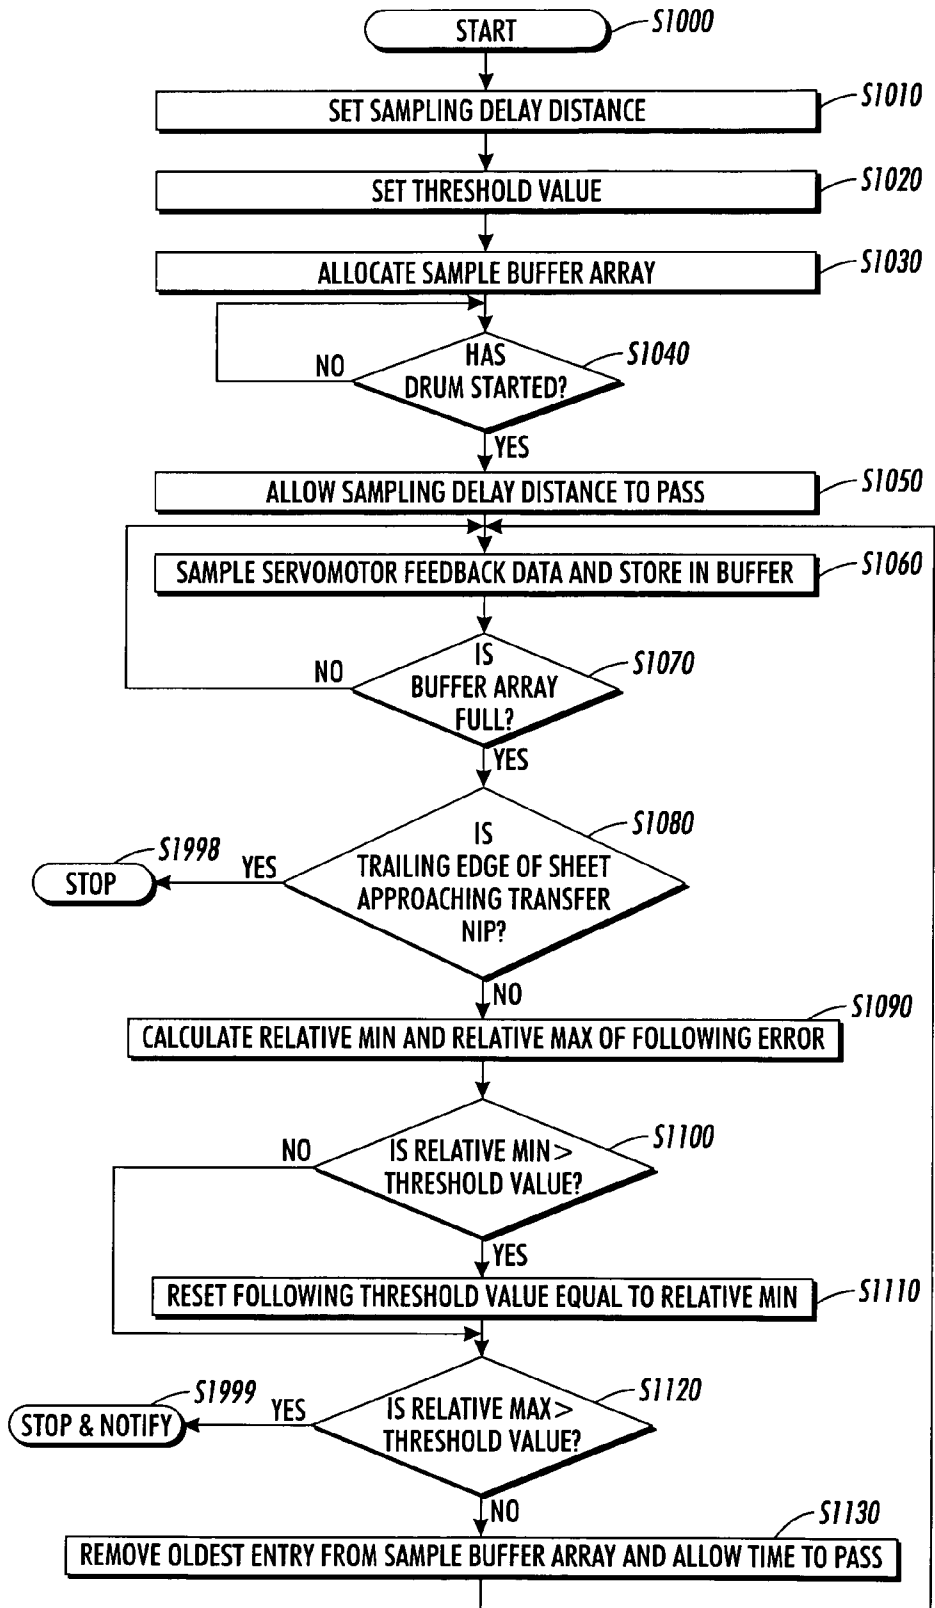 START
S1000
SET SAMPLING DELAY DISTANCE
S1010
SET THRESHOLD VALUE
S1020
ALLOCATE SAMPLE BUFFER ARRAY
S1030
HAS
DRUM STARTED?
S1040
NO
YES
ALLOW SAMPLING DELAY DISTANCE TO PASS
S1050
SAMPLE SERVOMOTOR FEEDBACK DATA AND STORE IN BUFFER
S1060
IS
BUFFER ARRAY
FULL?
S1070
NO
YES
IS
TRAILING EDGE OF SHEET
APPROACHING TRANSFER
NIP?
S1080
YES
STOP
S1998
NO
CALCULATE RELATIVE MIN AND RELATIVE MAX OF FOLLOWING ERROR
S1090
IS RELATIVE MIN >
THRESHOLD VALUE?
S1100
NO
YES
RESET FOLLOWING THRESHOLD VALUE EQUAL TO RELATIVE MIN
S1110
IS RELATIVE MAX >
THRESHOLD VALUE?
S1120
YES
STOP & NOTIFY
S1999
NO
REMOVE OLDEST ENTRY FROM SAMPLE BUFFER ARRAY AND ALLOW TIME TO PASS
S1130